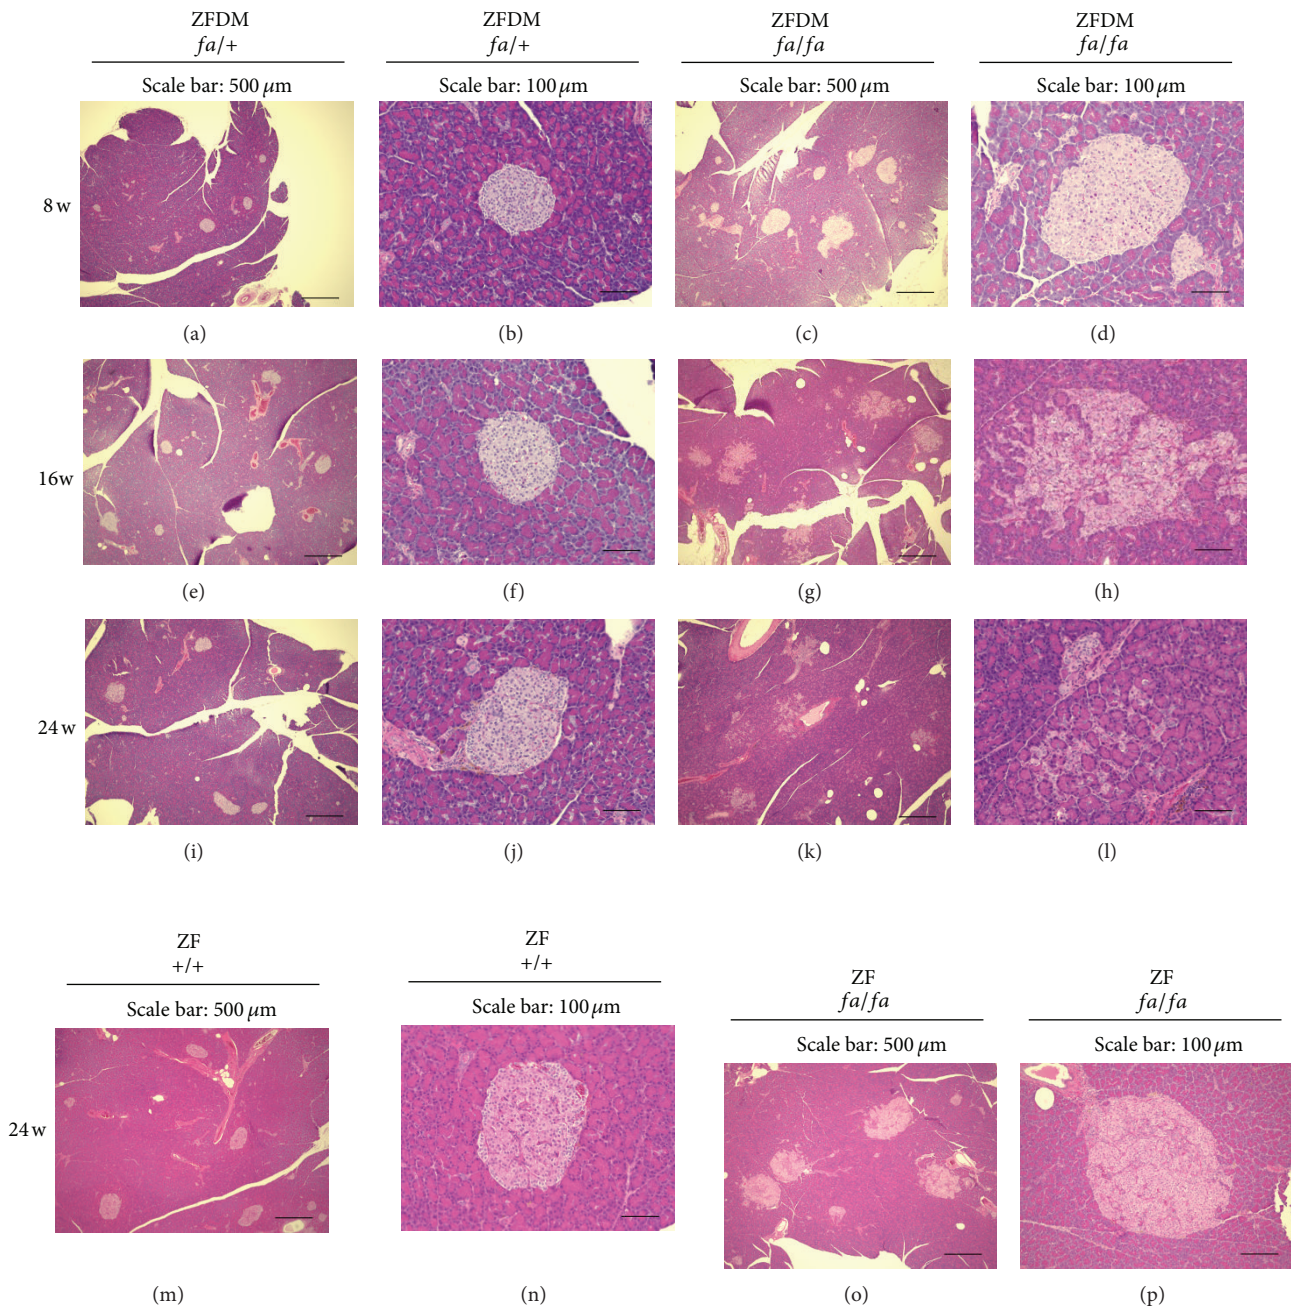 ZFDM
fa/+
Scale bar: 500 μm
ZFDM
fa/+
Scale bar: 100 μm
ZFDM
fa/fa
Scale bar: 500 μm
ZFDM
fa/fa
Scale bar: 100 μm
8 w
(a)
(b)
(c)
(d)
16 w
(e)
(f)
(g)
(h)
24 w
(i)
(j)
(k)
(l)
ZF
+/+
Scale bar: 500 μm
ZF
+/+
Scale bar: 100 μm
ZF
fa/fa
Scale bar: 500 μm
ZF
fa/fa
Scale bar: 100 μm
24 w
(m)
(n)
(o)
(p)